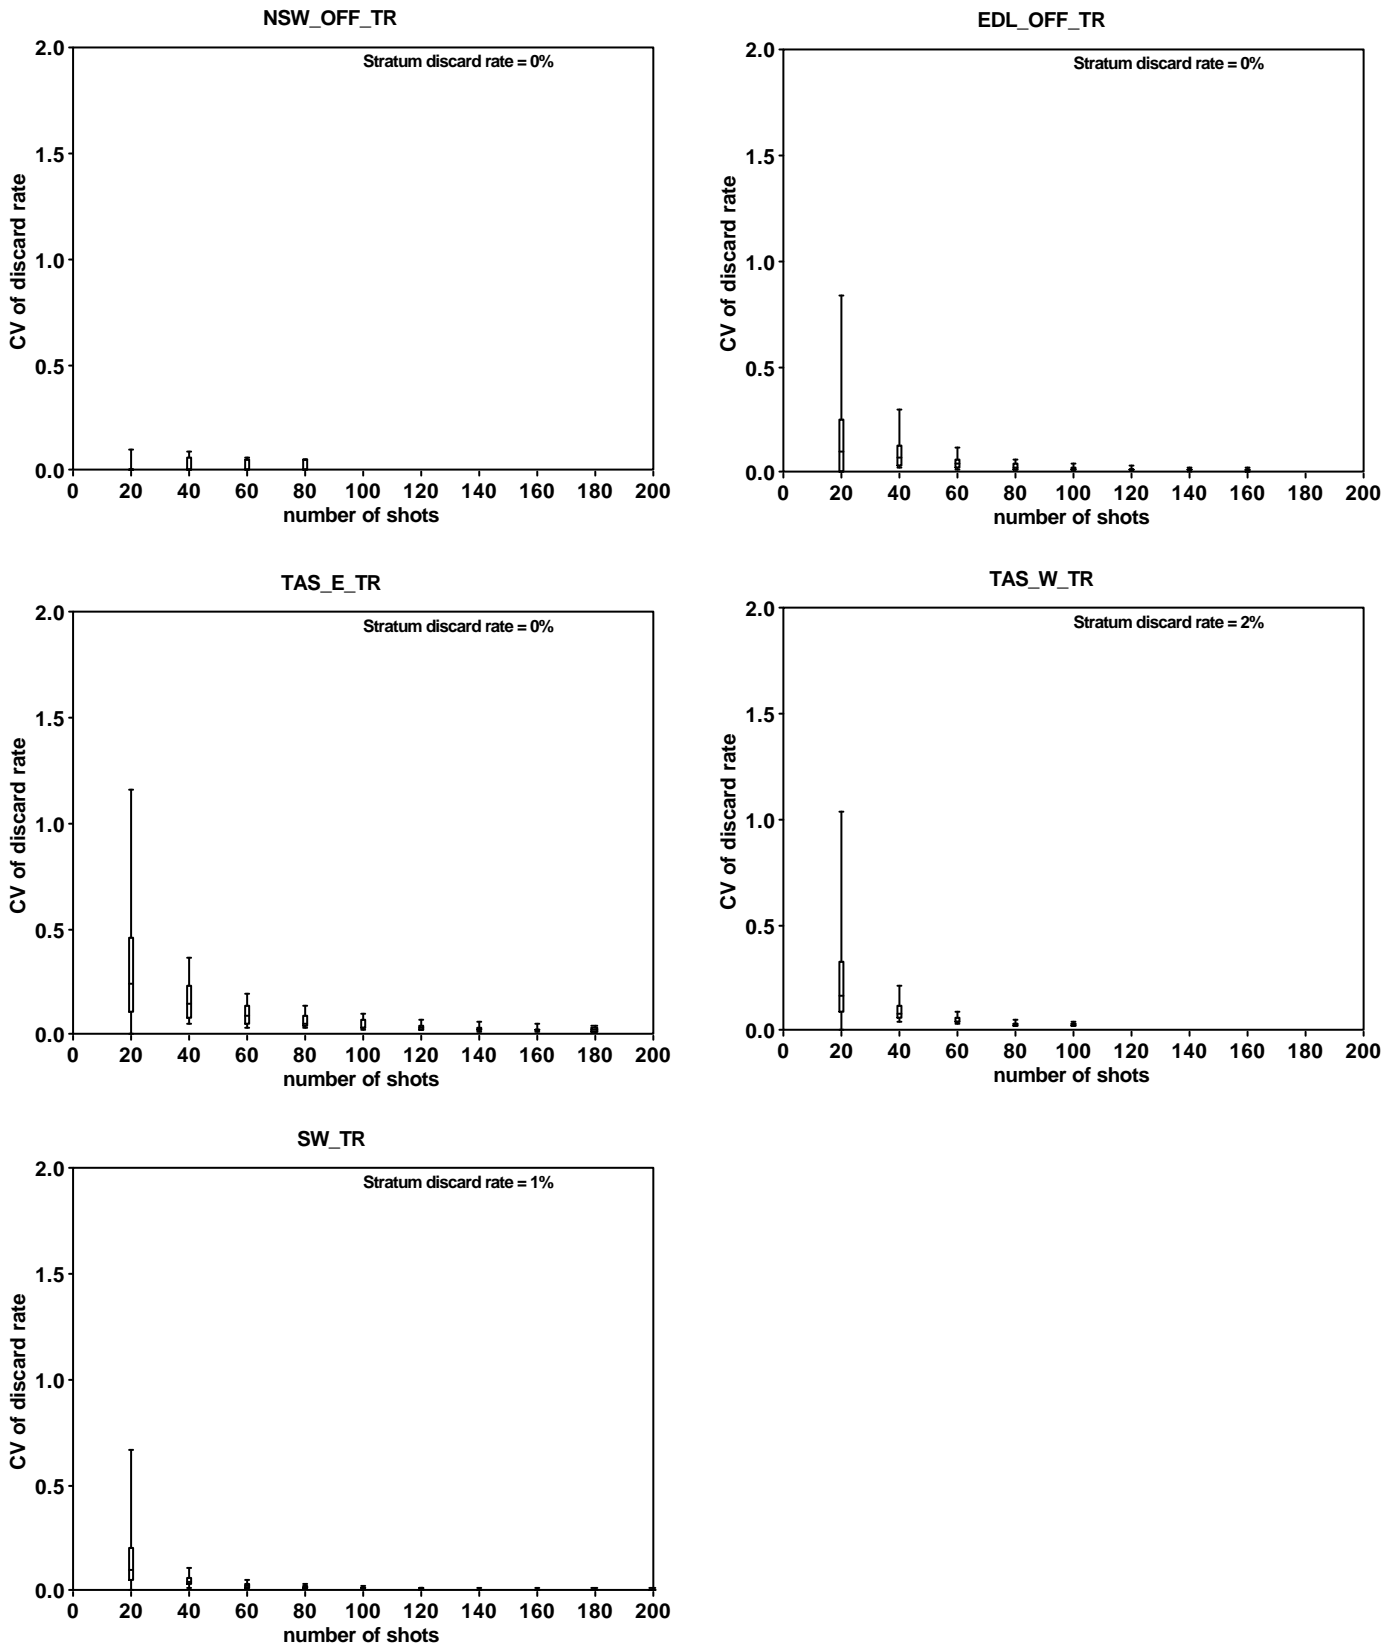 NSW_OFF_TR
Stratum discard rate = 0%
CV of discard rate
2.0
1.5
1.0
0.5
0.0
0 20 40 60 80 100 120 140 160 180 200
number of shots
EDL_OFF_TR
Stratum discard rate = 0%
CV of discard rate
2.0
1.5
1.0
0.5
0.0
0 20 40 60 80 100 120 140 160 180 200
number of shots
TAS_E_TR
Stratum discard rate = 0%
CV of discard rate
2.0
1.5
1.0
0.5
0.0
0 20 40 60 80 100 120 140 160 180 200
number of shots
TAS_W_TR
Stratum discard rate = 2%
CV of discard rate
2.0
1.5
1.0
0.5
0.0
0 20 40 60 80 100 120 140 160 180 200
number of shots
SW_TR
Stratum discard rate = 1%
CV of discard rate
2.0
1.5
1.0
0.5
0.0
0 20 40 60 80 100 120 140 160 180 200
number of shots